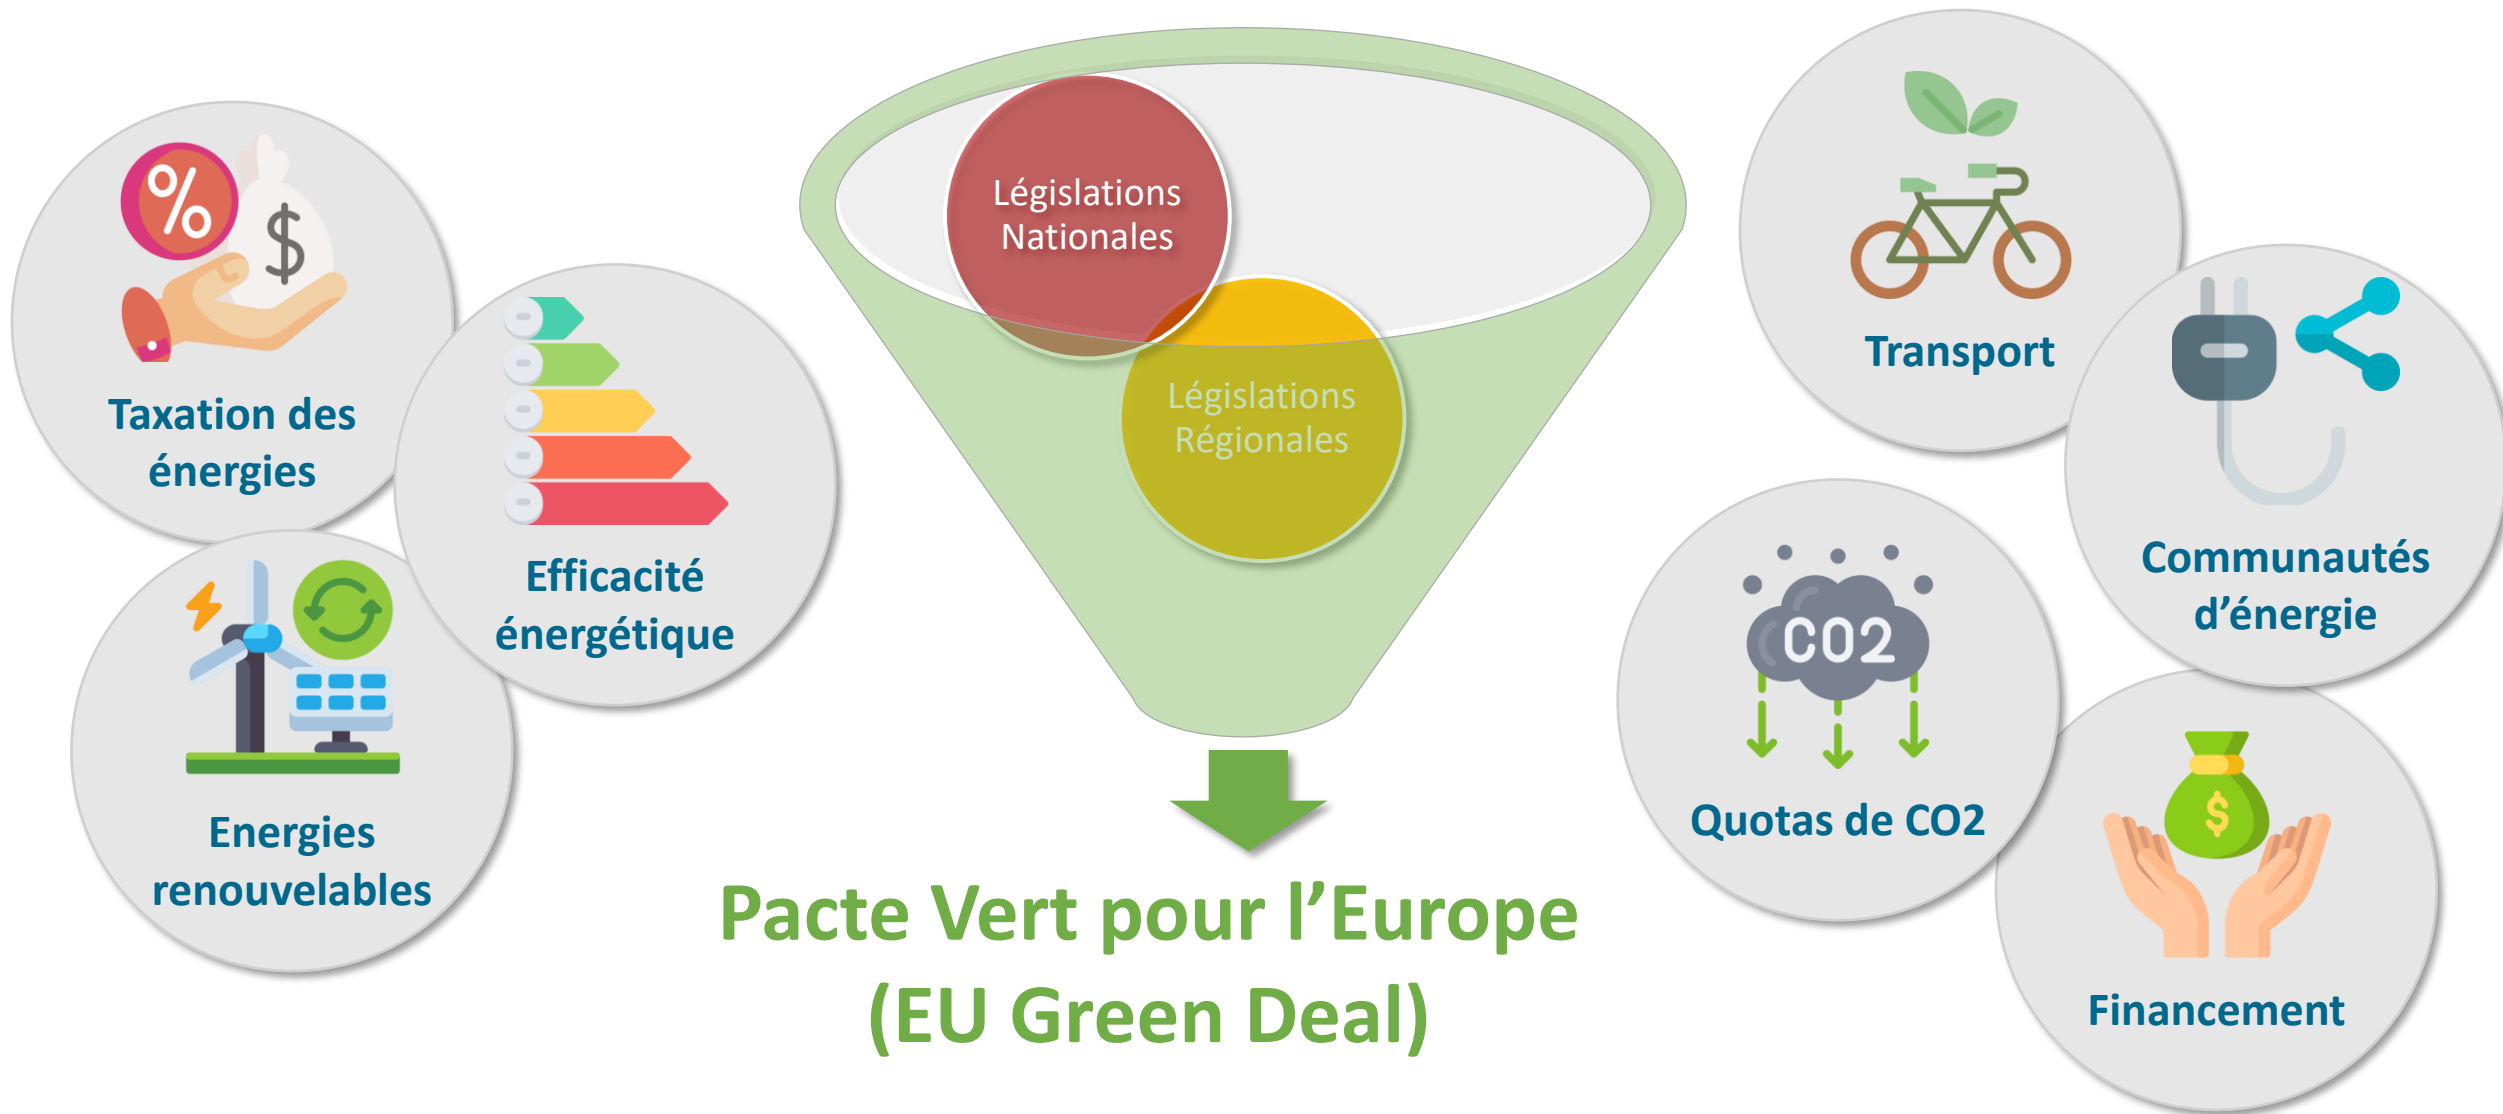 Taxation des
énergies
Efficacité
énergétique
Energies
renouvelables
Législations
Nationales
Législations
Régionales
Pacte Vert pour l’Europe
(EU Green Deal)
Transport
Communautés
d’énergie
CO2
Quotas de CO2
Financement
%
$
$